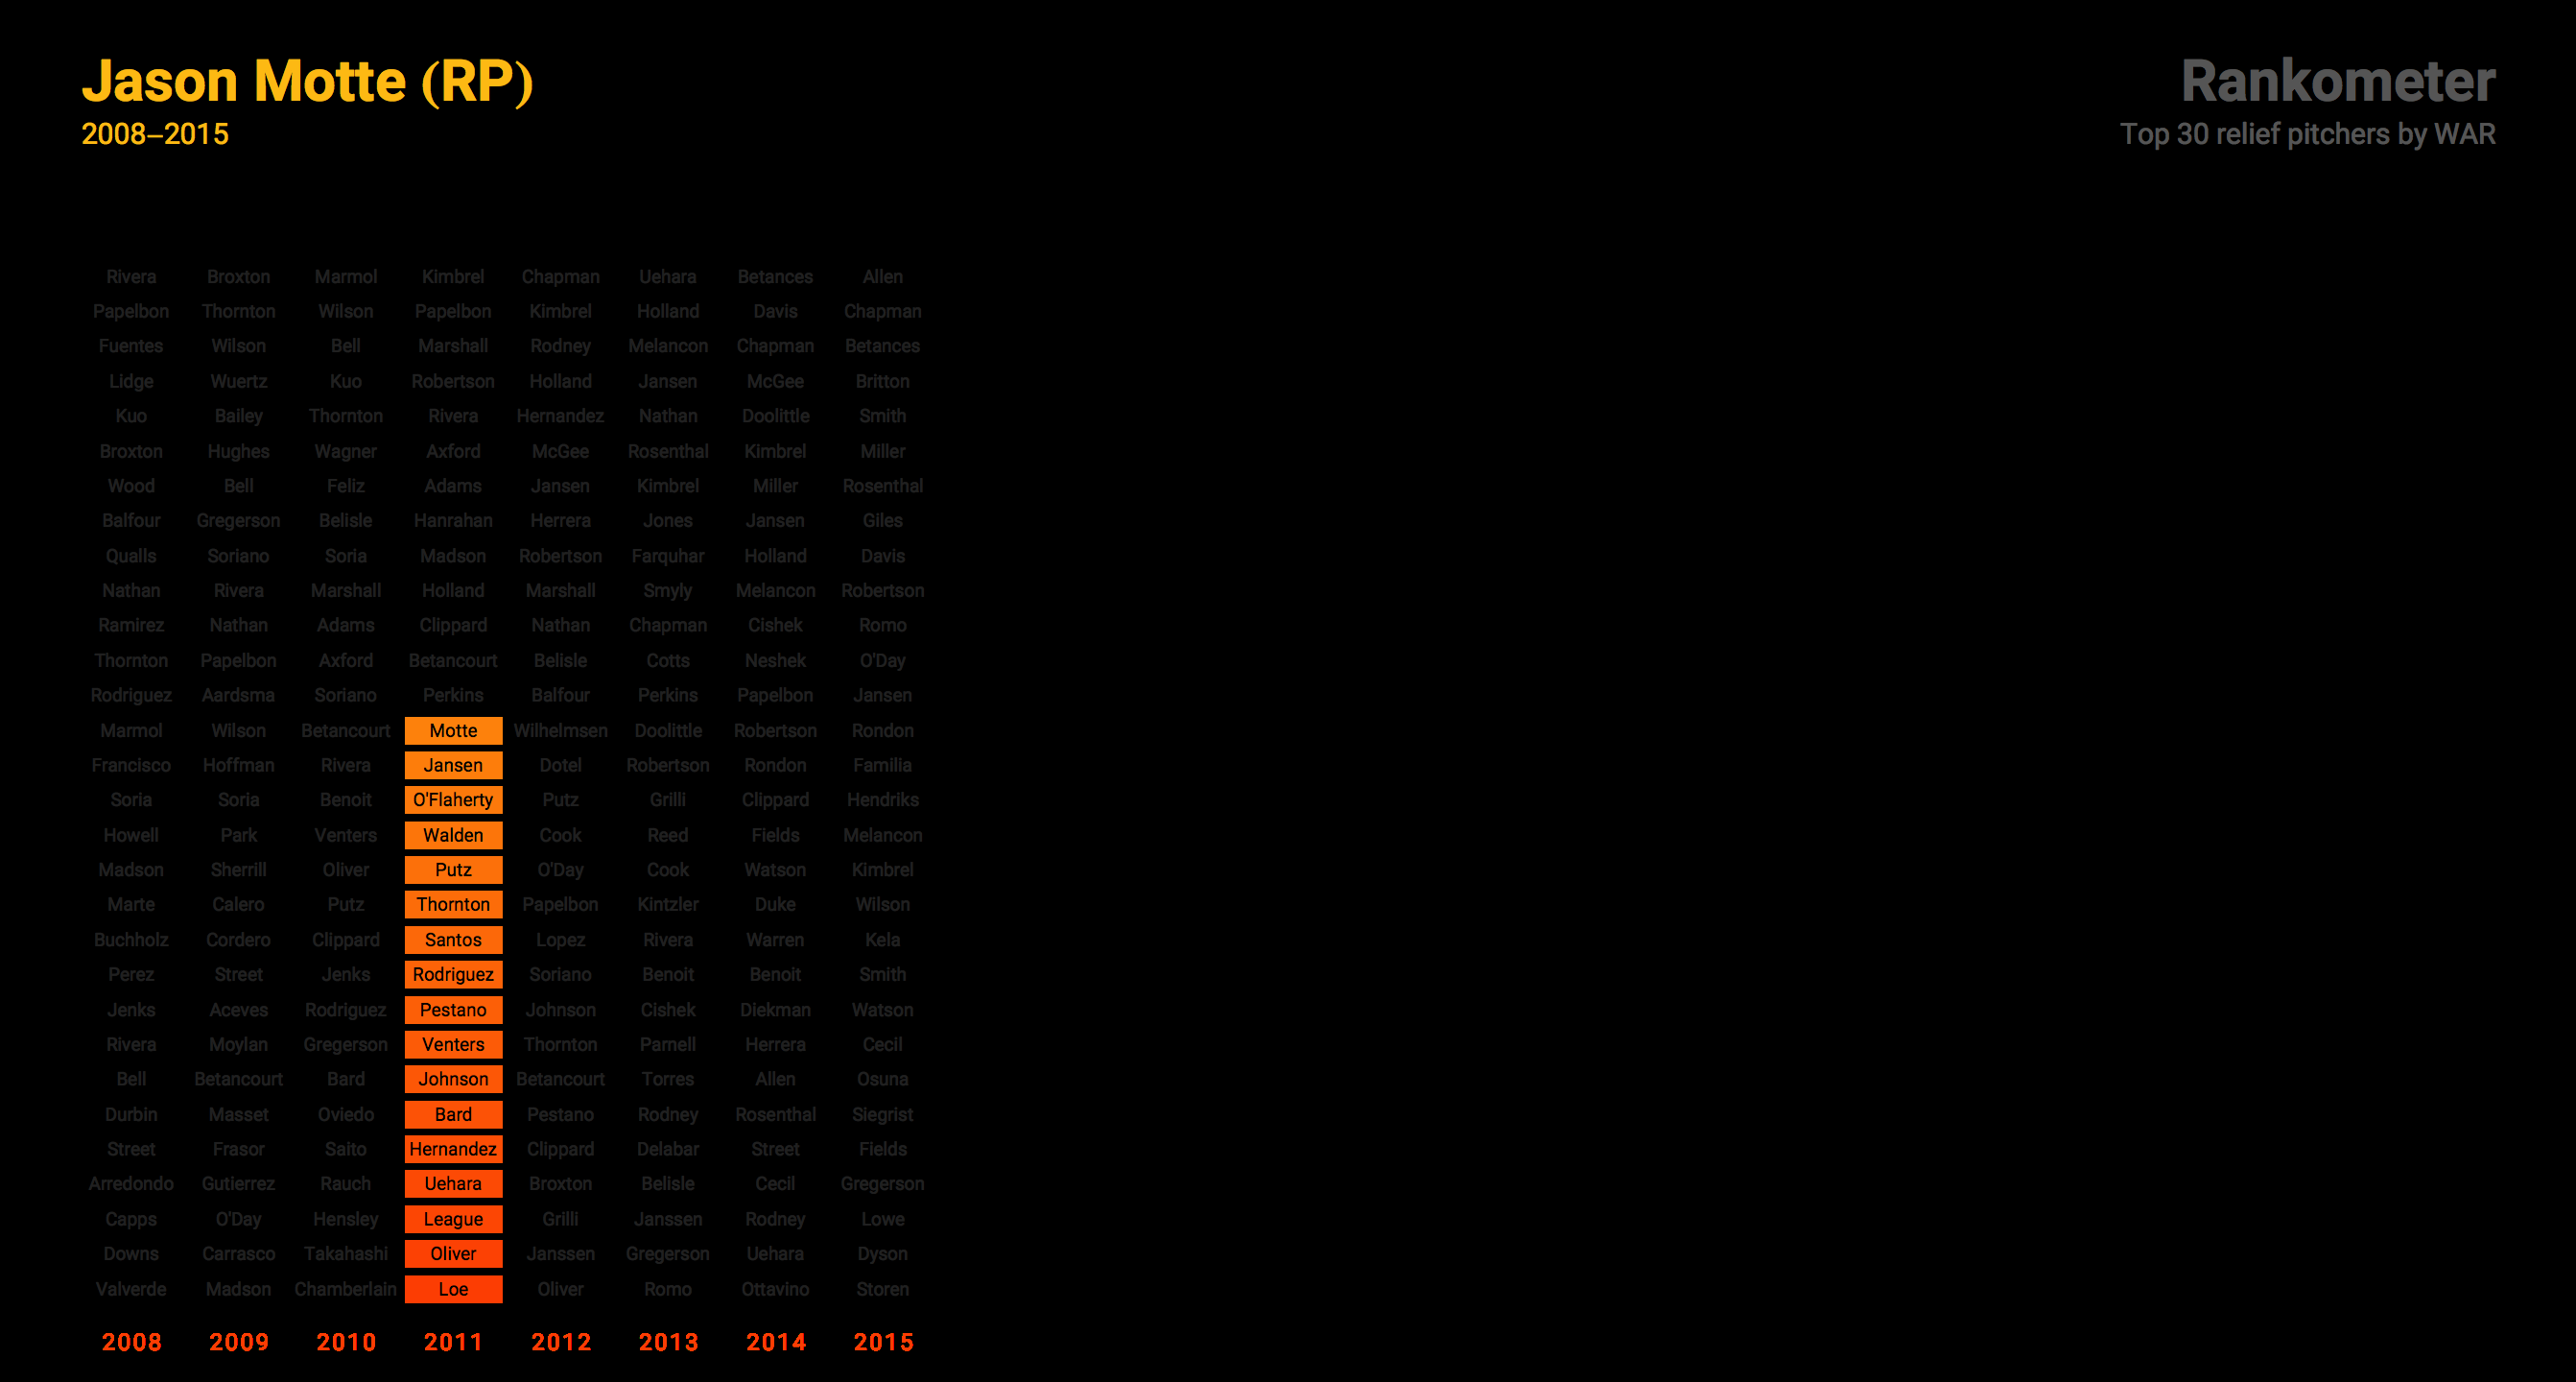 Jason Motte (RP)
2008–2015
Rankometer
Top 30 relief pitchers by WAR
Rivera Broxton Marmol Kimbrel Chapman Uehara Betances Allen
Papelbon Thornton Wilson Papelbon Kimbrel Holland Davis Chapman
Fuentes Wilson Bell Marshall Rodney Melancon Chapman Betances
Lidge Wuertz Kuo Robertson Holland Jansen McGee Britton
Kuo Bailey Thornton Rivera Hernandez Nathan Doolittle Smith
Broxton Hughes Wagner Axford McGee Rosenthal Kimbrel Miller
Wood Bell Feliz Adams Jansen Kimbrel Miller Rosenthal
Balfour Gregerson Belisle Hanrahan Herrera Jones Jansen Giles
Qualls Soriano Soria Madson Robertson Farquhar Holland Davis
Nathan Rivera Marshall Holland Marshall Smyly Melancon Robertson
Ramirez Nathan Adams Clippard Nathan Chapman Cishek Romo
Thornton Papelbon Axford Betancourt Belisle Cotts Neshek O'Day
Rodriguez Aardsma Soriano Perkins Balfour Perkins Papelbon Jansen
Marmol Wilson Betancourt Motte Wilhelmsen Doolittle Robertson Rondon
Francisco Hoffman Rivera Jansen Dotel Robertson Rondon Familia
Soria Soria Benoit O'Flaherty Putz Grilli Clippard Hendriks
Howell Park Venters Walden Cook Reed Fields Melancon
Madson Sherrill Oliver Putz O'Day Cook Watson Kimbrel
Marte Calero Putz Thornton Papelbon Kintzler Duke Wilson
Buchholz Cordero Clippard Santos Lopez Rivera Warren Kela
Perez Street Jenks Rodriguez Soriano Benoit Benoit Smith
Jenks Aceves Rodriguez Pestano Johnson Cishek Diekman Watson
Rivera Moylan Gregerson Venters Thornton Parnell Herrera Cecil
Bell Betancourt Bard Johnson Betancourt Torres Allen Osuna
Durbin Masset Oviedo Bard Pestano Rodney Rosenthal Siegrist
Street Frasor Saito Hernandez Clippard Delabar Street Fields
Arredondo Gutierrez Rauch Uehara Broxton Belisle Cecil Gregerson
Capps O'Day Hensley League Grilli Janssen Rodney Lowe
Downs Carrasco Takahashi Oliver Janssen Gregerson Uehara Dyson
Valverde Madson Chamberlain Loe Oliver Romo Ottavino Storen
2008 2009 2010 2011 2012 2013 2014 2015